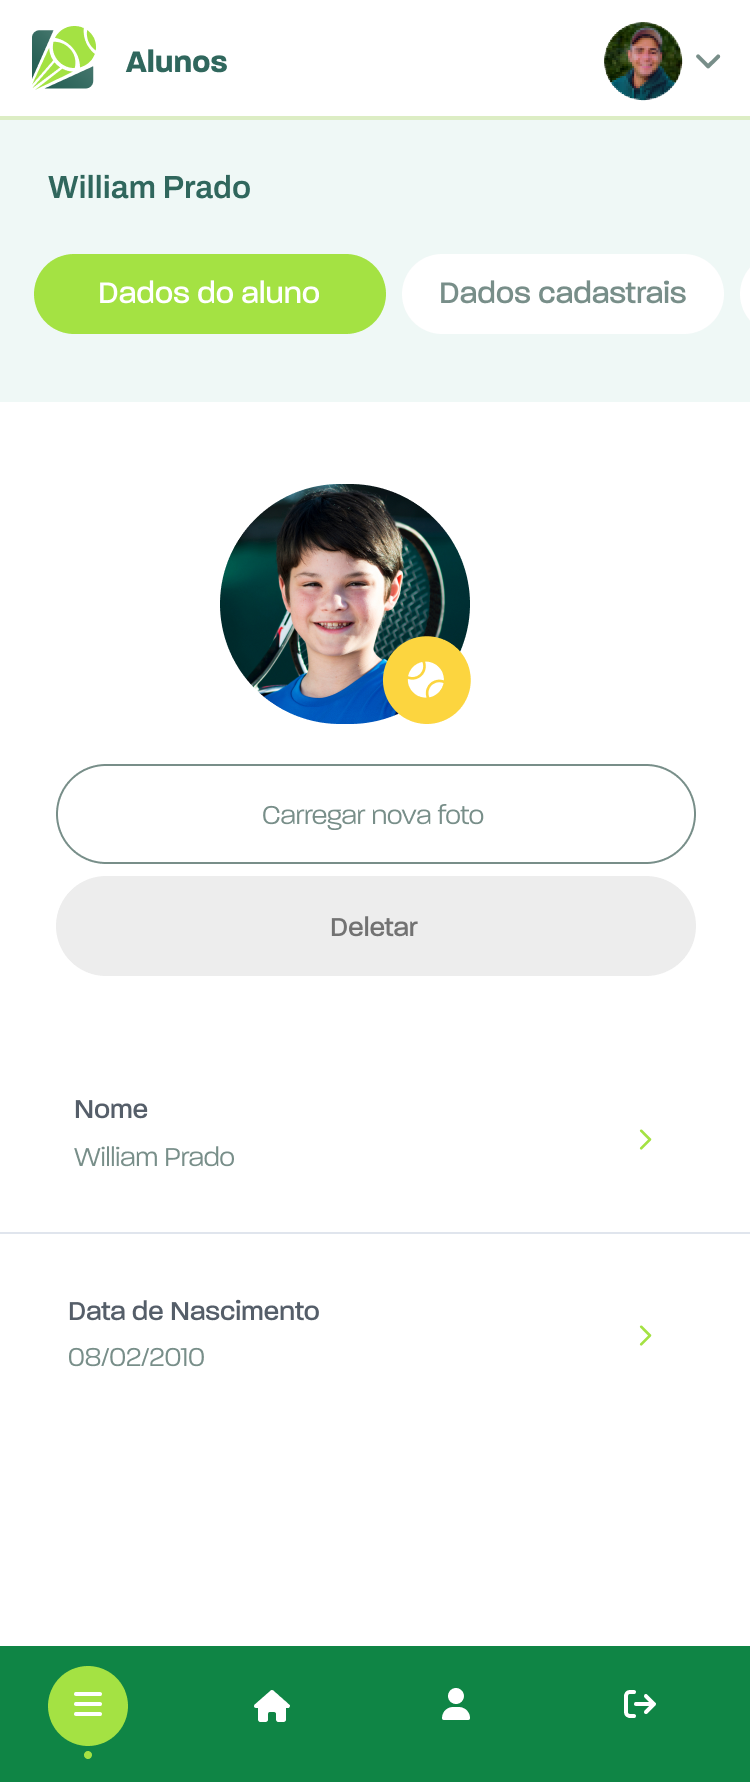 Alunos
William Prado
Dados do aluno
Dados cadastrais
Carregar nova foto
Deletar
Nome
William Prado
Data de Nascimento
08/02/2010